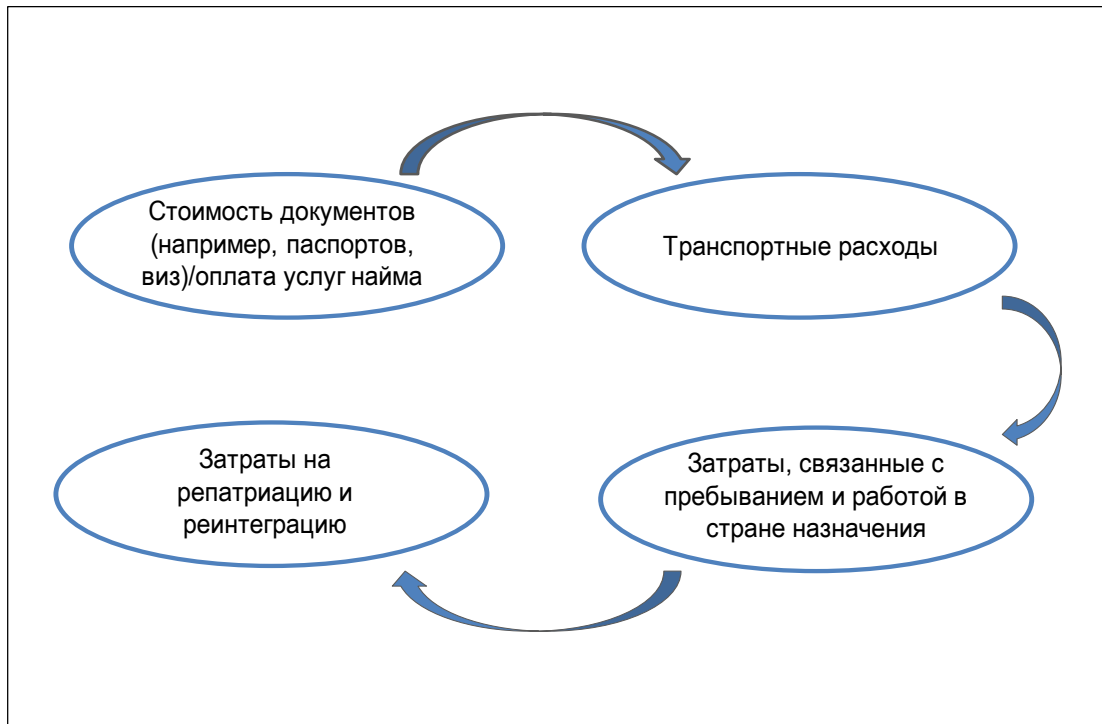 Стоимость документов
(например, паспортов,
виз)/оплата услуг найма
Транспортные расходы
Затраты, связанные с
пребыванием и работой в
стране назначения
Затраты на
репатриацию и
реинтеграцию